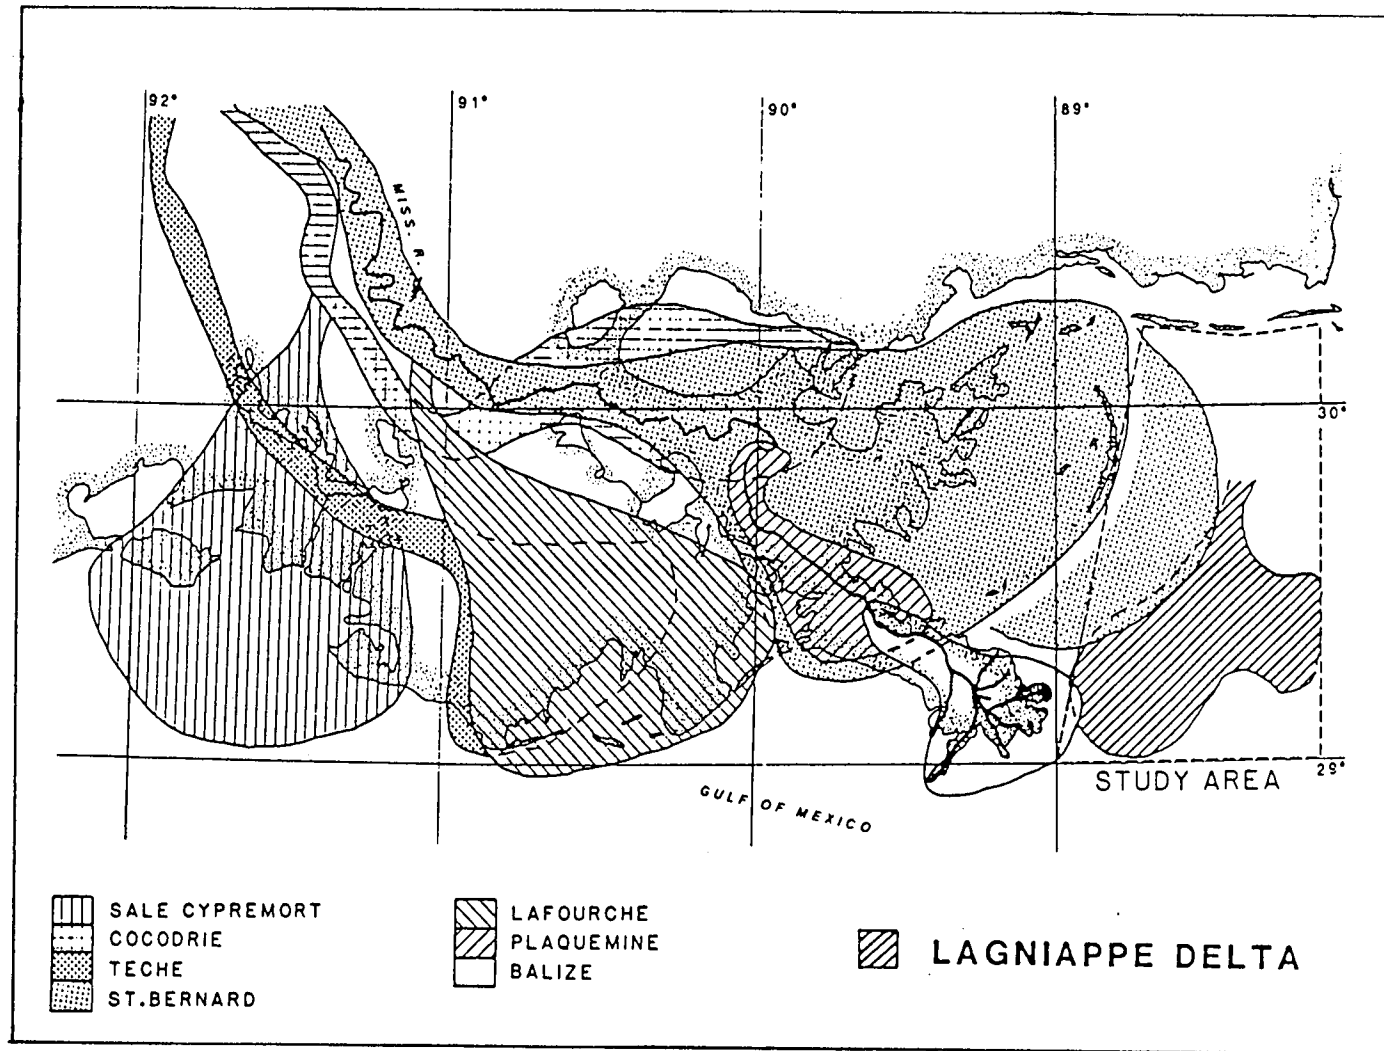 92°
91°
90°
89°
MISS. R.
30°
29°
STUDY AREA
GULF OF MEXICO
SALE CYPREMORT
COCODRIE
TECHE
ST. BERNARD
LAFOURCHE
PLAQUEMINE
BALIZE
LAGNIAPPE DELTA